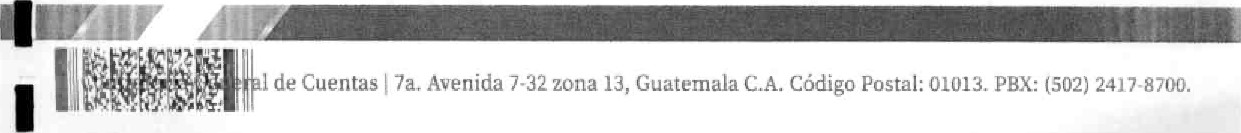 de Cuentas | 7a. Avenida 7-32 zona 13, Guatemala C.A. Código Postal: 01013. PBX: (502) 2417-8700.